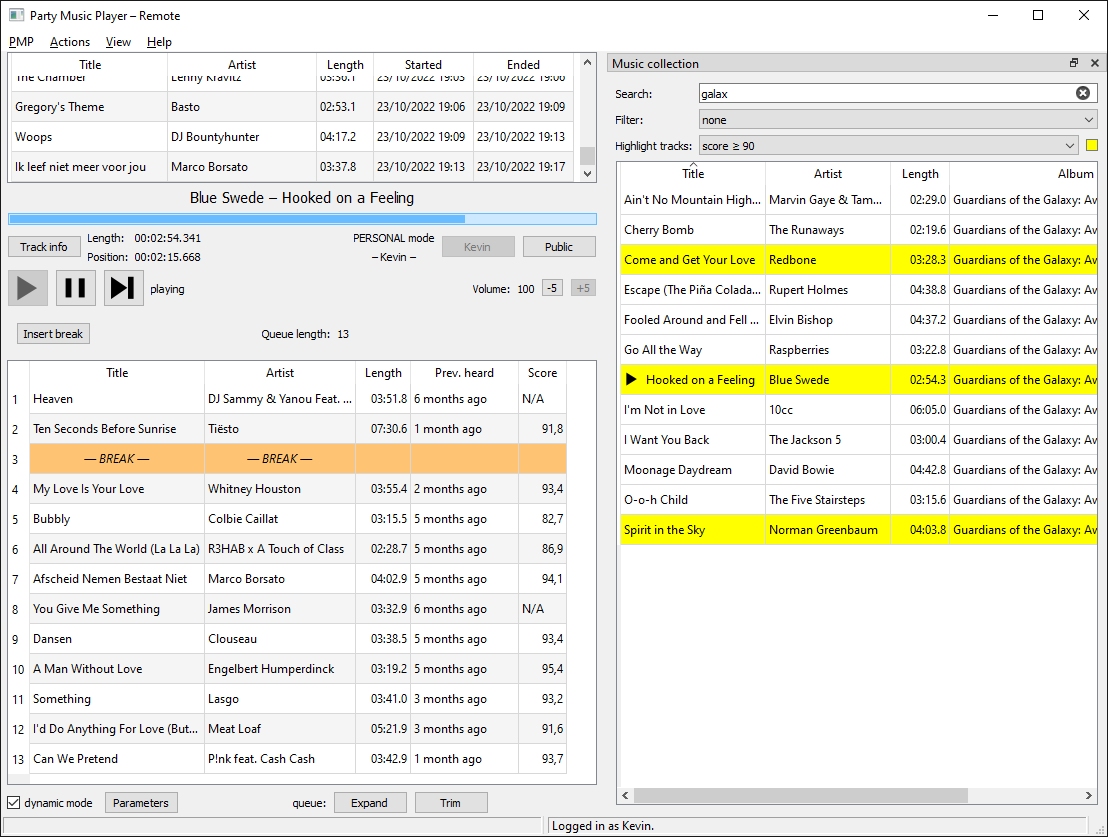 Party Music Player – Remote
PMP Actions View Help
Title Artist Length Started Ended
The Chamber Lenny Kravitz 03:36.1 23/10/2022 19:03 23/10/2022 19:06
Gregory's Theme Basto 02:53.1 23/10/2022 19:06 23/10/2022 19:09
Woops DJ Bountyhunter 04:17.2 23/10/2022 19:09 23/10/2022 19:13
Ik leef niet meer voor jou Marco Borsato 03:37.8 23/10/2022 19:13 23/10/2022 19:17
Blue Swede – Hooked on a Feeling
Track info
Length: 00:02:54.341
Position: 00:02:15.668
PERSONAL mode
– Kevin –
Kevin Public
playing
Volume: 100 -5 +5
Insert break Queue length: 13
Title Artist Length Prev. heard Score
1 Heaven DJ Sammy & Yanou Feat. ... 03:51.8 6 months ago N/A
2 Ten Seconds Before Sunrise Tiësto 07:30.6 1 month ago 91,8
3 — BREAK — — BREAK —
4 My Love Is Your Love Whitney Houston 03:55.4 2 months ago 93,4
5 Bubbly Colbie Caillat 03:15.5 5 months ago 82,7
6 All Around The World (La La La) R3HAB x A Touch of Class 02:28.7 5 months ago 86,9
7 Afscheid Nemen Bestaat Niet Marco Borsato 04:02.9 5 months ago 94,1
8 You Give Me Something James Morrison 03:32.9 6 months ago N/A
9 Dansen Clouseau 03:38.5 5 months ago 93,4
10 A Man Without Love Engelbert Humperdinck 03:19.2 5 months ago 95,4
11 Something Lasgo 03:41.0 3 months ago 93,2
12 I'd Do Anything For Love (But... Meat Loaf 05:21.9 3 months ago 91,6
13 Can We Pretend P!nk feat. Cash Cash 03:42.9 1 month ago 93,7
dynamic mode Parameters queue: Expand Trim
Music collection
Search: galax
Filter: none
Highlight tracks: score ≥ 90
Title Artist Length Album
Ain't No Mountain High... Marvin Gaye & Tam... 02:29.0 Guardians of the Galaxy: Aw
Cherry Bomb The Runaways 02:19.6 Guardians of the Galaxy: Aw
Come and Get Your Love Redbone 03:28.3 Guardians of the Galaxy: Aw
Escape (The Piña Colada... Rupert Holmes 04:38.8 Guardians of the Galaxy: Aw
Fooled Around and Fell ... Elvin Bishop 04:37.2 Guardians of the Galaxy: Aw
Go All the Way Raspberries 03:22.8 Guardians of the Galaxy: Aw
Hooked on a Feeling Blue Swede 02:54.3 Guardians of the Galaxy: Aw
I'm Not in Love 10cc 06:05.0 Guardians of the Galaxy: Aw
I Want You Back The Jackson 5 03:00.4 Guardians of the Galaxy: Aw
Moonage Daydream David Bowie 04:42.8 Guardians of the Galaxy: Aw
O-o-h Child The Five Stairsteps 03:15.6 Guardians of the Galaxy: Aw
Spirit in the Sky Norman Greenbaum 04:03.8 Guardians of the Galaxy: Aw
Logged in as Kevin.